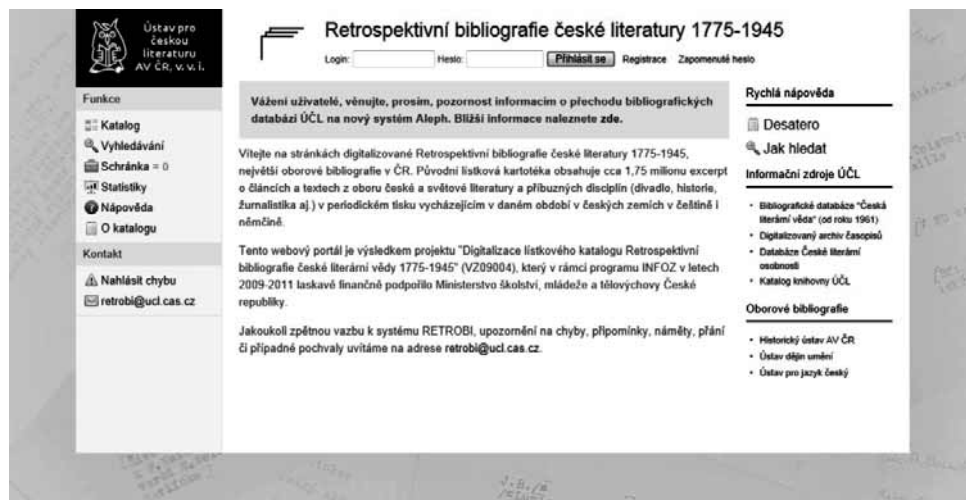 Ústav pro
českou
literaturu
AV ČR, v. v. i.
Retrospektivní bibliografie české literatury 1775-1945
Login: Heslo: Přihlásit se Registrace Zapomenuté heslo
Funkce
Katalog
Vyhledávání
Schránka = 0
Statistiky
Nápověda
O katalogu
Kontakt
Nahlásit chybu
retrobi@ucl.cas.cz
Vážení uživatelé, věnujte, prosím, pozornost informacím o přechodu bibliografických
databází ÚČL na nový systém Aleph. Bližší informace naleznete zde.
Vítejte na stránkách digitalizované Retrospektivní bibliografie české literatury 1775-1945,
největší oborové bibliografie v ČR. Původní lístková kartotéka obsahuje cca 1,75 milionu excerpt
o článcích a textech z oboru české a světové literatury a příbuzných disciplín (divadlo, historie,
žurnalistika aj.) v periodickém tisku vycházejícím v daném období v českých zemích v češtině i
němčině.
Tento webový portál je výsledkem projektu "Digitalizace lístkového katalogu Retrospektivní
bibliografie české literární vědy 1775-1945" (VZ09004), který v rámci programu INFOZ v letech
2009-2011 laskavě finančně podpořilo Ministerstvo školství, mládeže a tělovýchovy České
republiky.
Jakoukoli zpětnou vazbu k systému RETROBI, upozornění na chyby, připomínky, náměty, přání
či případné pochvaly uvítáme na adrese retrobi@ucl.cas.cz.
Rychlá nápověda
Desatero
Jak hledat
Informační zdroje ÚČL
Bibliografické databáze "Česká
literární věda" (od roku 1961)
Digitalizovaný archiv časopisů
Databáze České literární
osobnosti
Katalog knihovny ÚČL
Oborové bibliografie
Historický ústav AV ČR
Ústav dějin umění
Ústav pro jazyk český